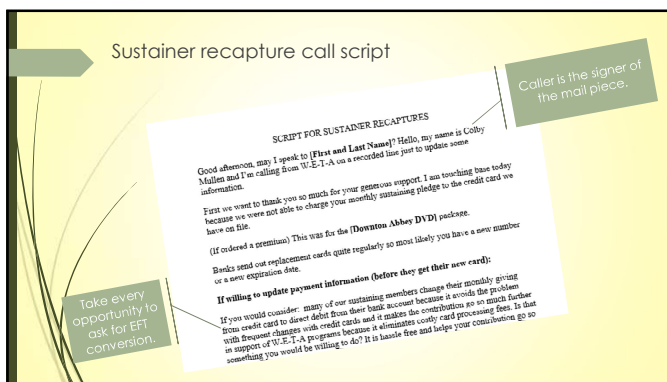 Sustainer recapture call script
Caller is the signer of
the mail piece.
SCRIPT FOR SUSTAINER RECAPTURES
Good afternoon, may I speak to [First and Last Name]? Hello, my name is Colby
Mullen and I'm calling from W-E-T-A on a recorded line just to update some
information.
First we want to thank you so much for your generous support. I am touching base today
because we were not able to charge your monthly sustaining pledge to the credit card we
have on file.
(If ordered a premium) This was for the [Downton Abbey DVD] package.
Banks send out replacement cards quite regularly so most likely you have a new number
or a new expiration date.
If willing to update payment information (before they get their new card):
If you would consider: many of our sustaining members change their monthly giving
from credit card to direct debit from their bank account because it avoids the problem
with frequent changes with credit cards and it makes the contribution go so much further
in support of W-E-T-A programs because it eliminates costly card processing fees. Is that
something you would be willing to do? It is hassle free and helps your contribution go so
Take every
opportunity to
ask for EFT
conversion.